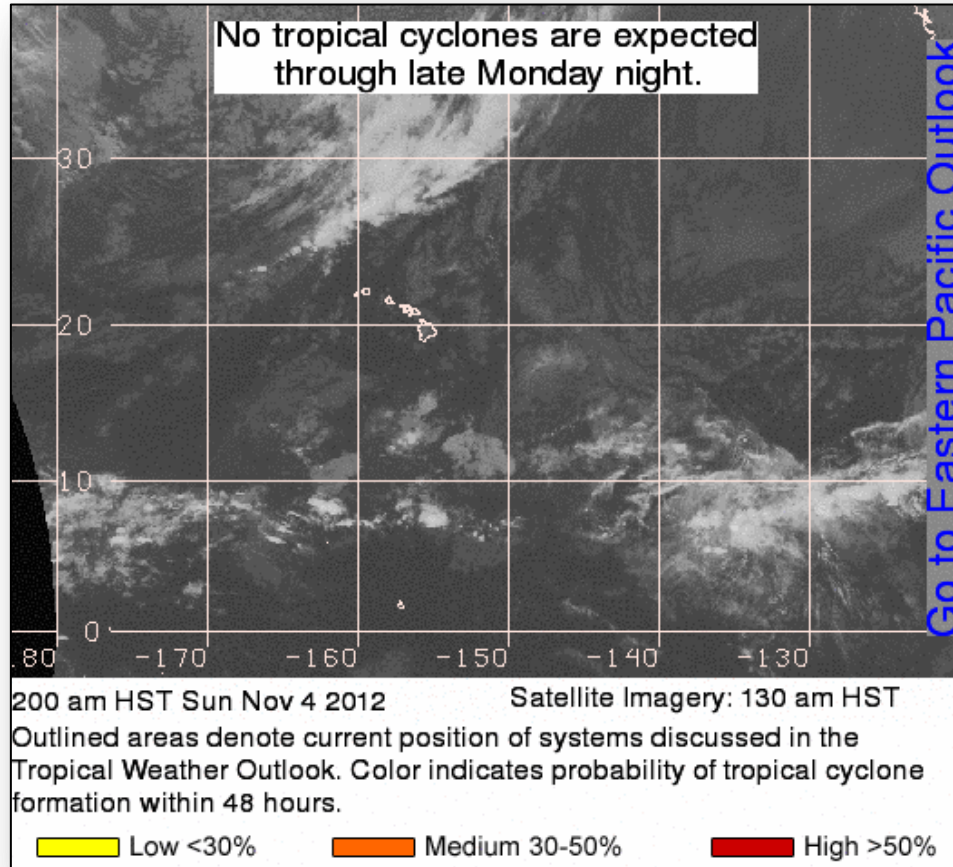 No tropical cyclones are expected
through late Monday night.
Go to Eastern Pacific Outlook
30
20
10
0
.80 -170 -160 -150 -140 -130
200 am HST Sun Nov 4 2012 Satellite Imagery: 130 am HST
Outlined areas denote current position of systems discussed in the
Tropical Weather Outlook. Color indicates probability of tropical cyclone
formation within 48 hours.
Low <30% Medium 30-50% High >50%